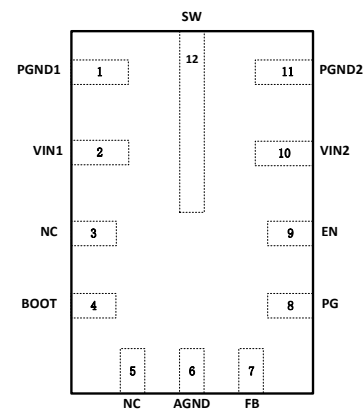 SW
PGND1 1 12 11 PGND2
VIN1 2 10 VIN2
NC 3 9 EN
BOOT 4 8 PG
5 6 7
NC AGND FB